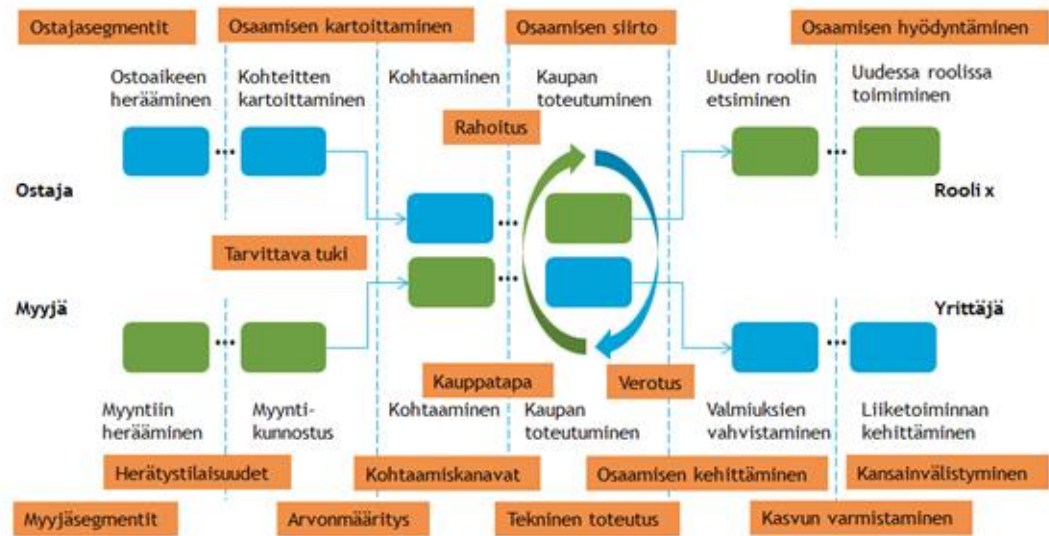 Ostajasegmentit
Osaamisen kartoittaminen
Osaamisen siirto
Osaamisen hyödyntäminen
Ostoaikeen
herääminen
Kohteitten
kartoittaminen
Kohtaaminen
Kaupan
toteutuminen
Uuden roolin
etsiminen
Uudessa roolissa
toimiminen
Rahoitus
...
...
...
Ostaja
Rooli x
...
Tarvittava tuki
...
Myyjä
Yrittäjä
...
...
Kauppatapa
Verotus
Myyntiin
herääminen
Myynti-
kunnostus
Kohtaaminen
Kaupan
toteutuminen
Valmiuksien
vahvistaminen
Liiketoiminnan
kehittäminen
Herätystilaisuudet
Kohtaamiskanavat
Osaamisen kehittäminen
Kansainvälistyminen
Myyjäsegmentit
Arvonmääritys
Tekninen toteutus
Kasvun varmistaminen